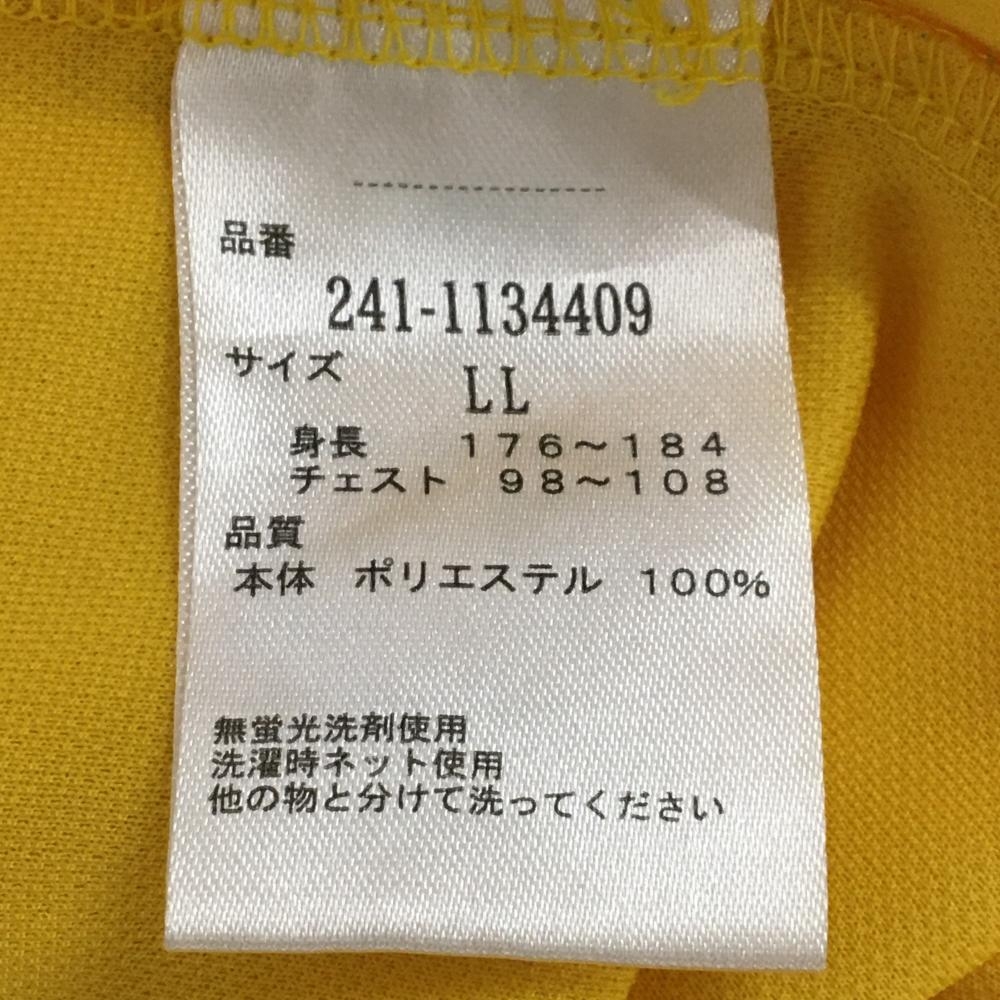 品番
241-1134409
サイズ LL
身長 176〜184
チェスト 98〜108
品質
本体 ポリエステル 100%
無蛍光洗剤使用
洗濯時ネット使用
他の物と分けて洗ってください